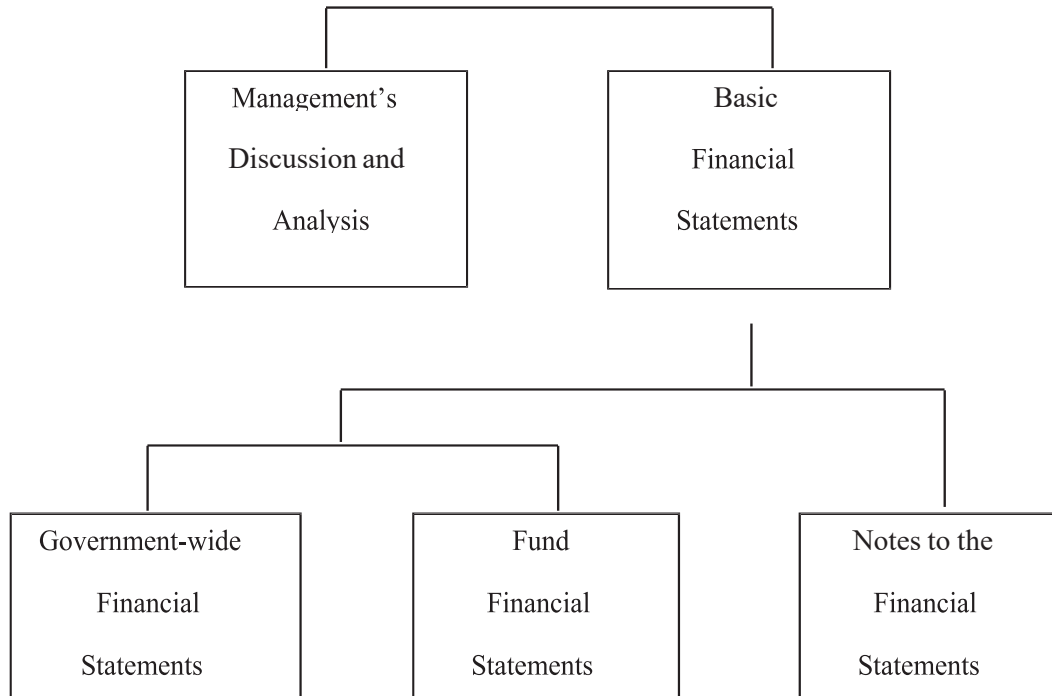 Management’s
Discussion and
Analysis
Basic
Financial
Statements
Government-wide
Financial
Statements
Fund
Financial
Statements
Notes to the
Financial
Statements